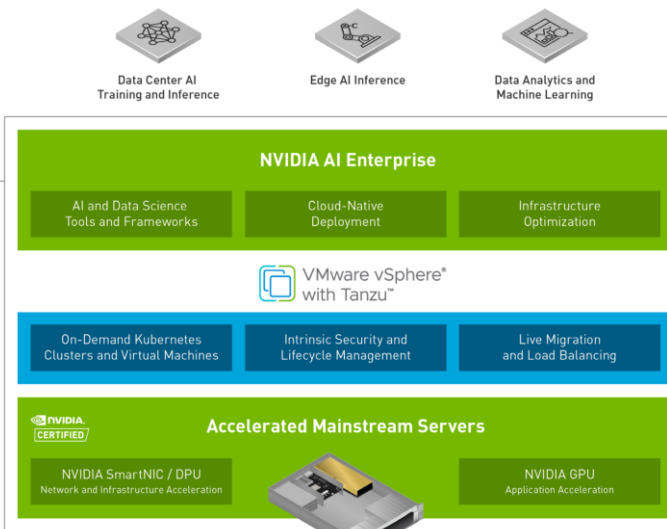 Data Center AI
Training and Inference
Edge AI Inference
Data Analytics and
Machine Learning
NVIDIA AI Enterprise
AI and Data Science
Tools and Frameworks
Cloud-Native
Deployment
Infrastructure
Optimization
VMware vSphere®
with Tanzu™
On-Demand Kubernetes
Clusters and Virtual Machines
Intrinsic Security and
Lifecycle Management
Live Migration
and Load Balancing
NVIDIA.
CERTIFIED
Accelerated Mainstream Servers
NVIDIA SmartNIC / DPU
Network and Infrastructure Acceleration
NVIDIA GPU
Application Acceleration